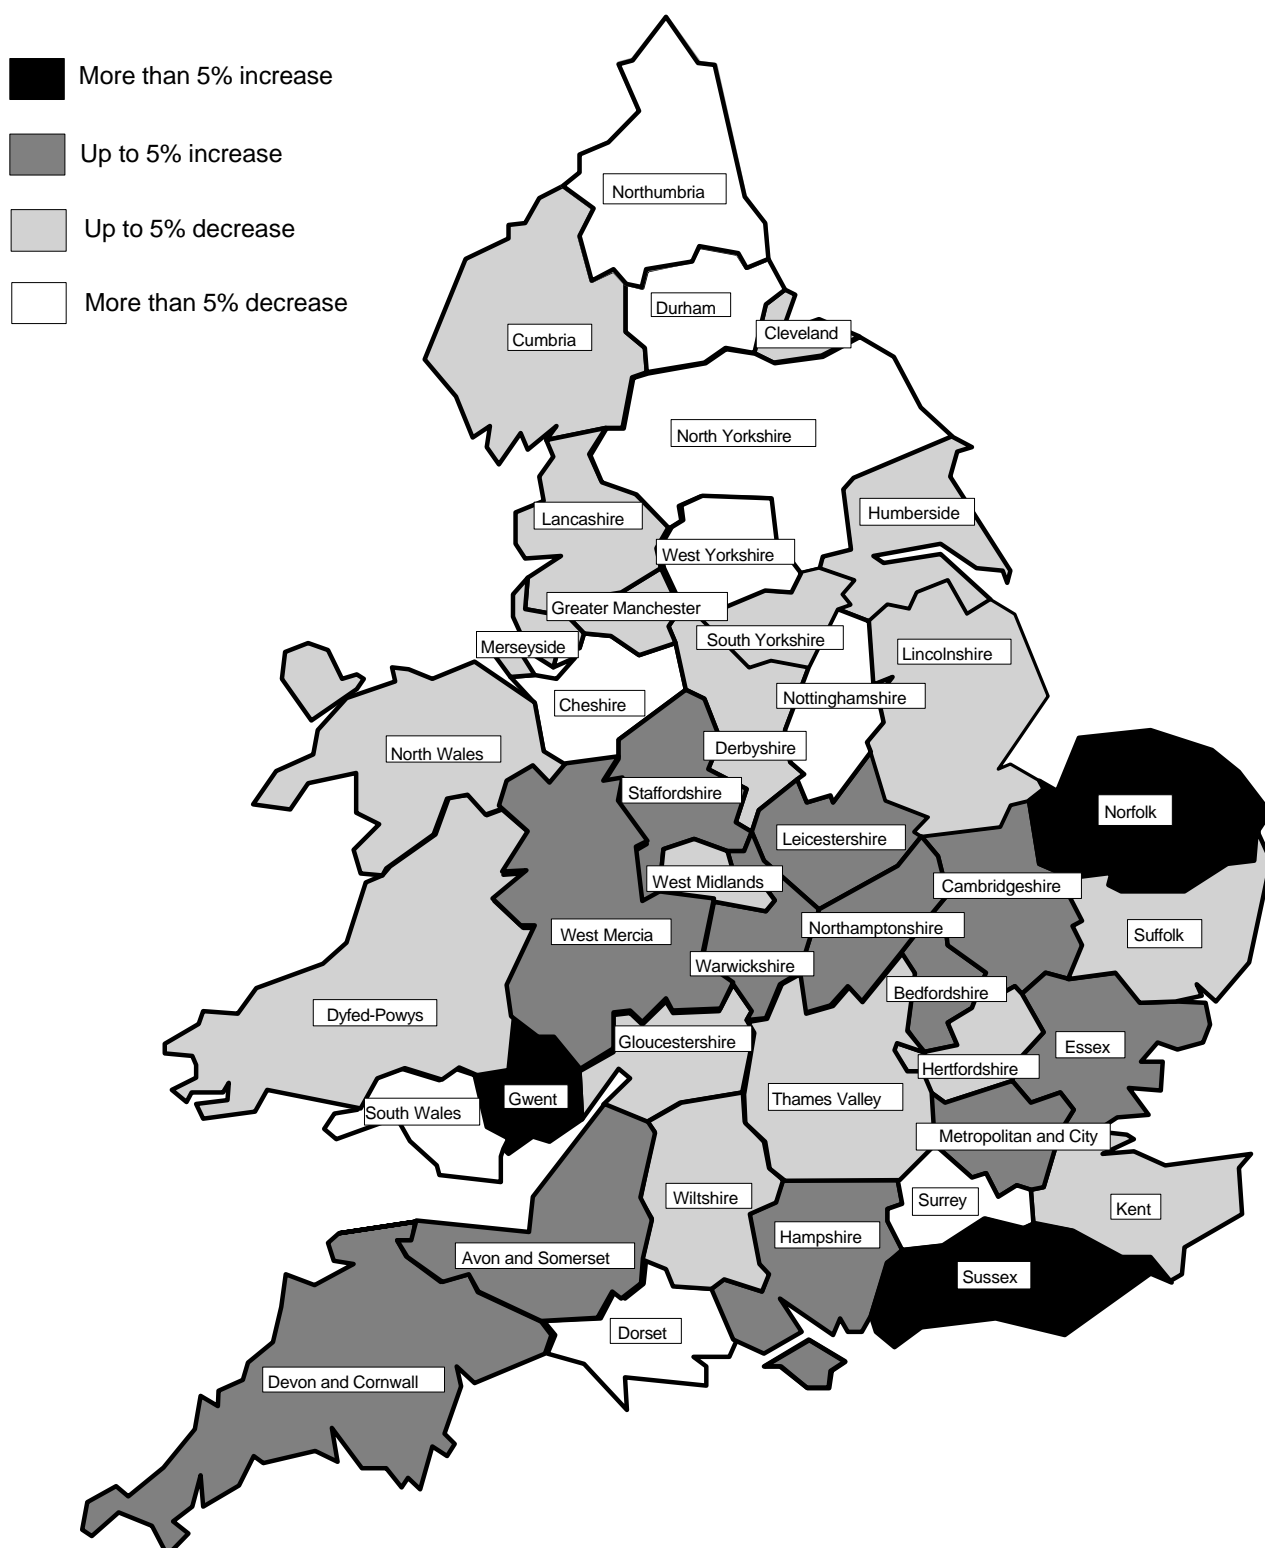 More than 5% increase
Up to 5% increase
Up to 5% decrease
More than 5% decrease
Northumbria
Durham
Cleveland
Cumbria
North Yorkshire
Lancashire
Humberside
West Yorkshire
Greater Manchester
South Yorkshire
Merseyside
Lincolnshire
Cheshire
Nottinghamshire
North Wales
Derbyshire
Staffordshire
Norfolk
Leicestershire
West Midlands
Cambridgeshire
West Mercia
Northamptonshire
Suffolk
Warwickshire
Bedfordshire
Dyfed-Powys
Gloucestershire
Essex
Hertfordshire
Gwent
Thames Valley
South Wales
Metropolitan and City
Wiltshire
Surrey
Kent
Hampshire
Avon and Somerset
Sussex
Dorset
Devon and Cornwall